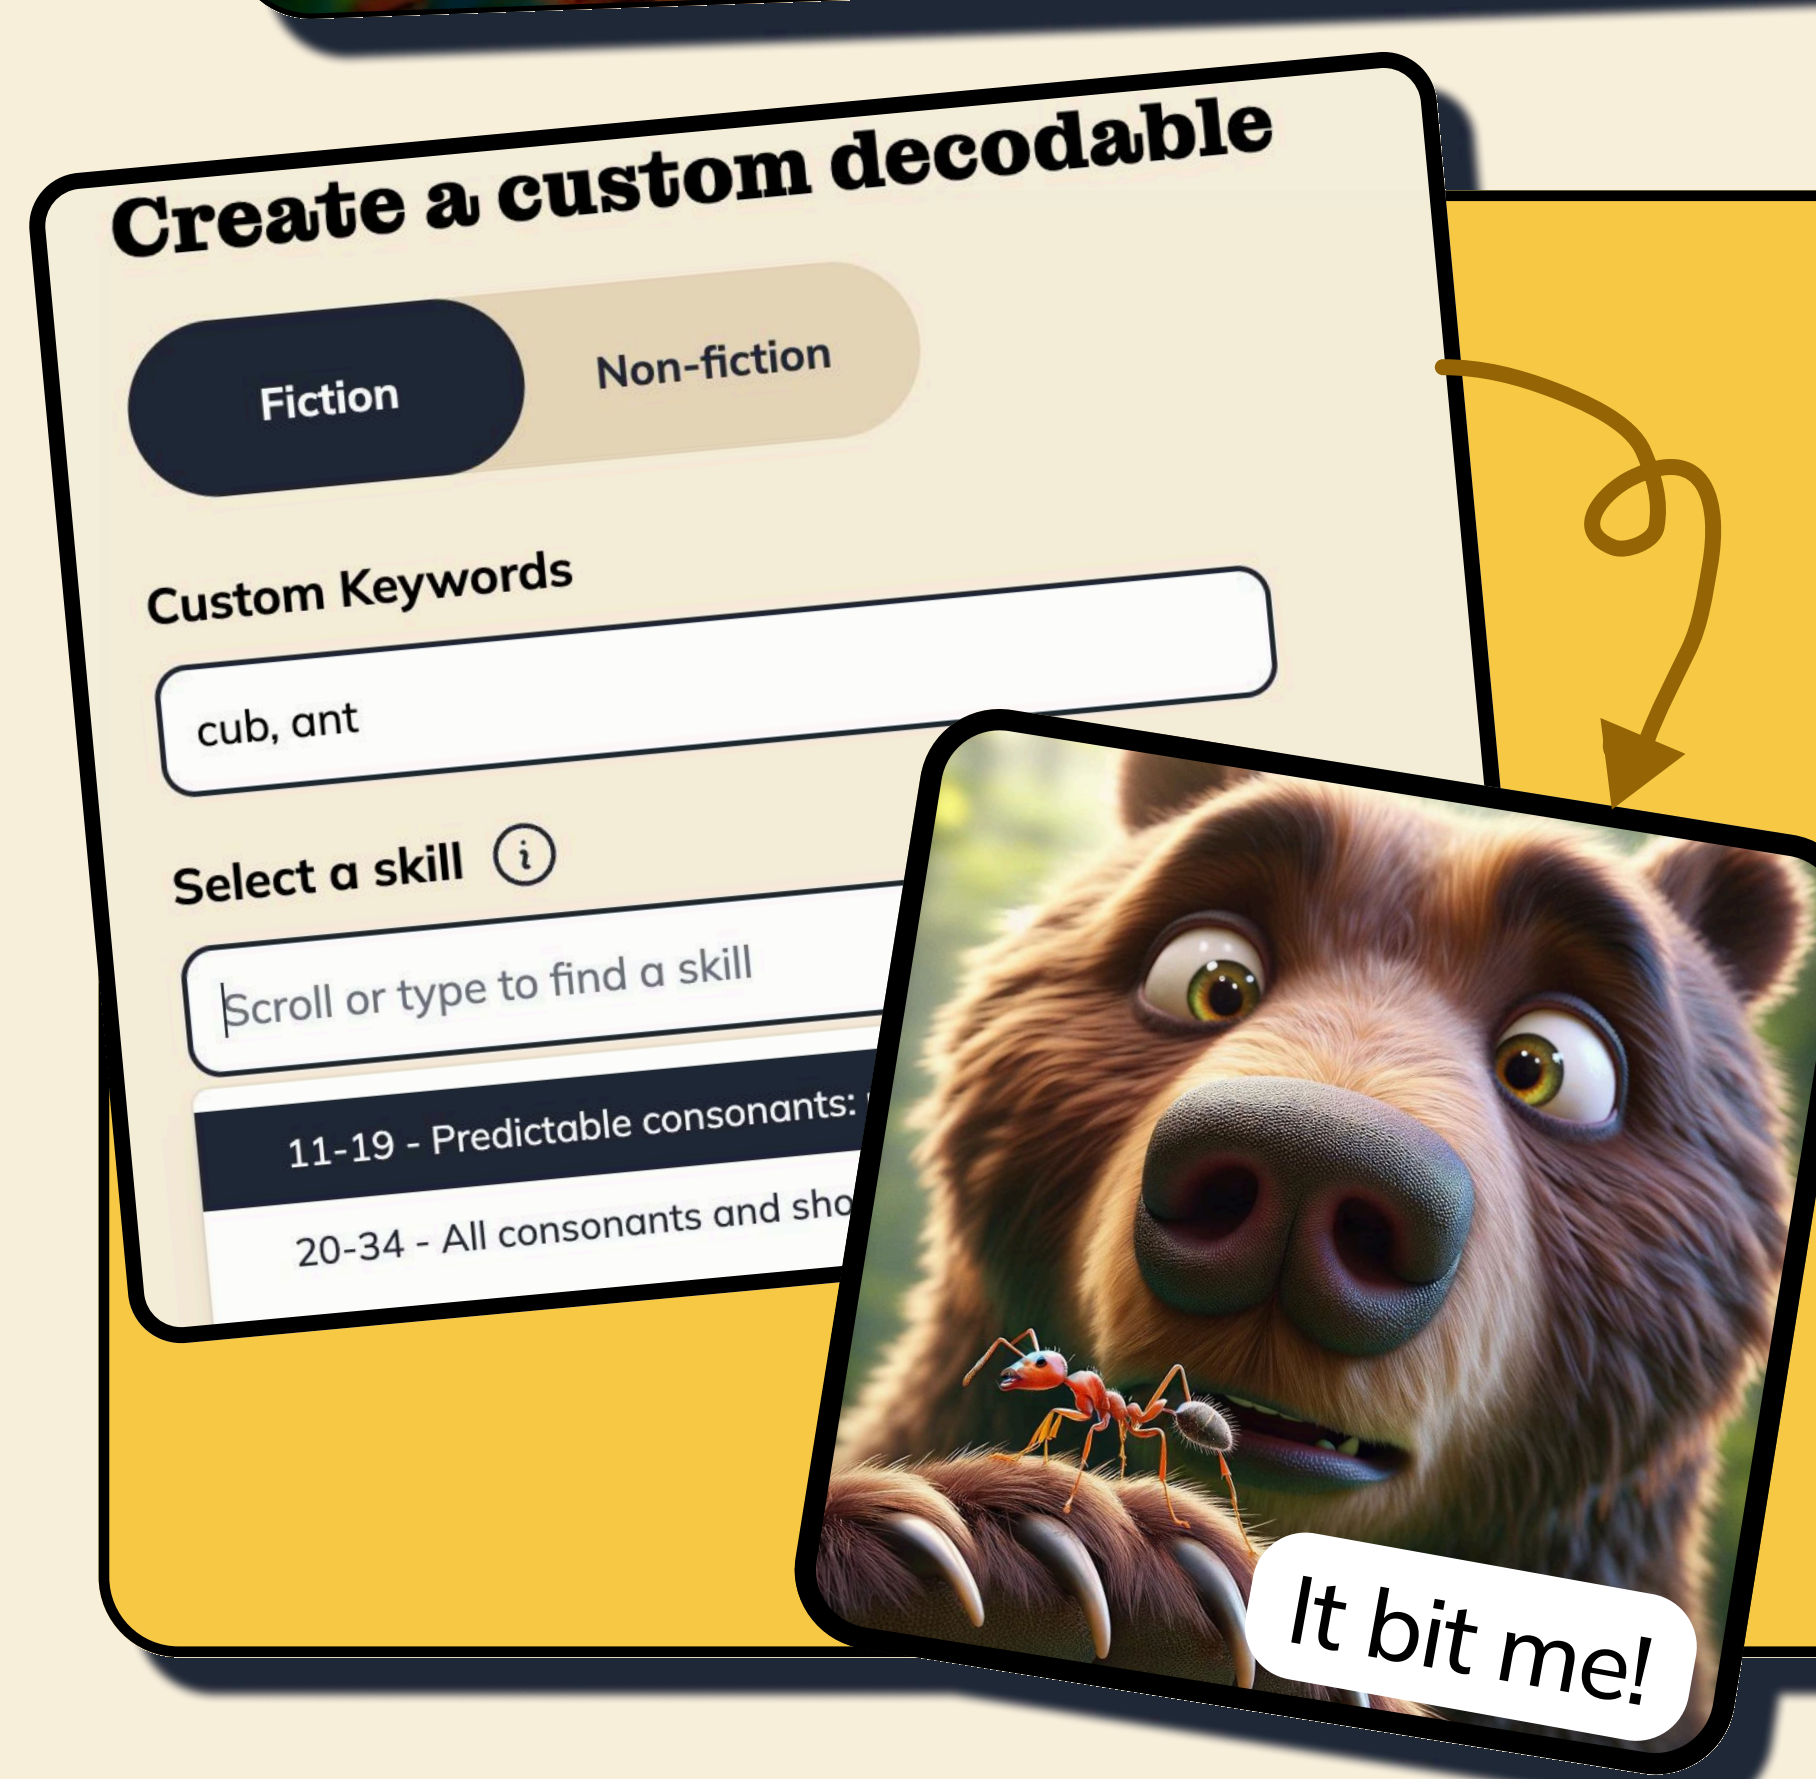 Create a custom decodable
Fiction
Non-fiction
Custom Keywords
cub, ant
Select a skill
Scroll or type to find a skill
11-19 - Predictable consonants:
20-34 - All consonants and sho
It bit me!